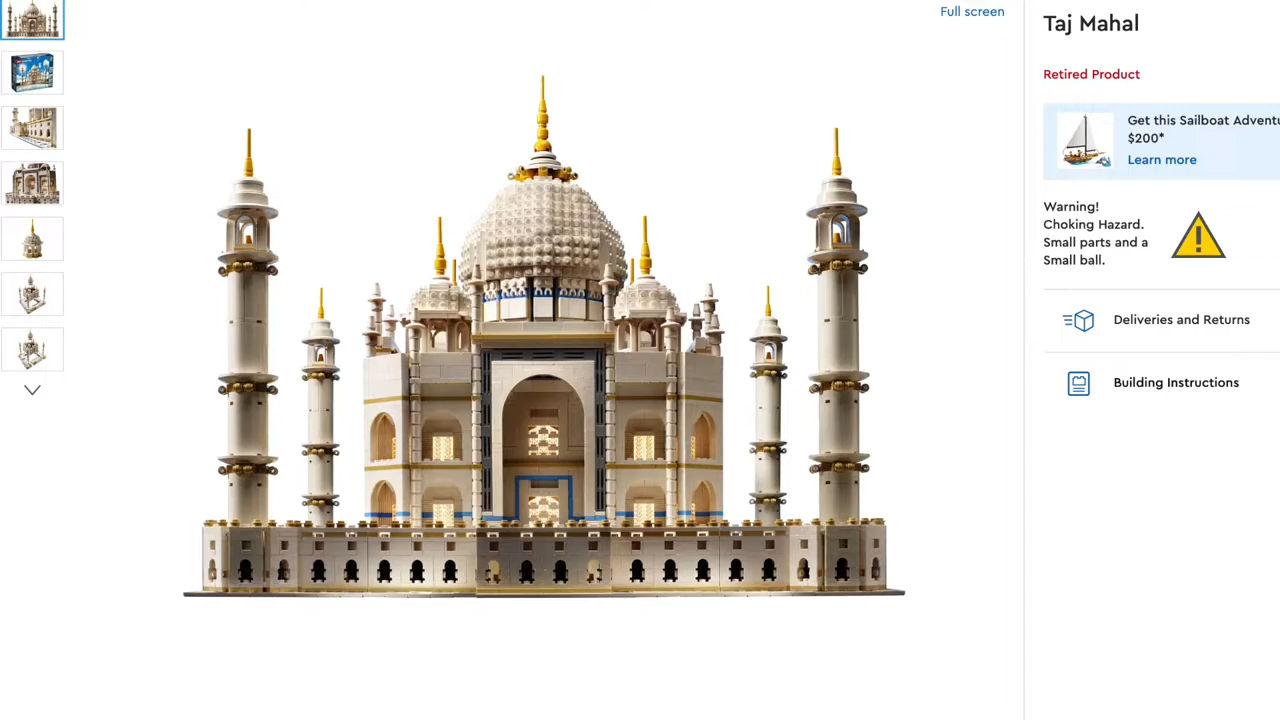 Full screen
Taj Mahal
Retired Product
Get this Sailboat Adventu
$200*
Learn more
Warning!
Choking Hazard.
Small parts and a
Small ball.
Deliveries and Returns
Building Instructions